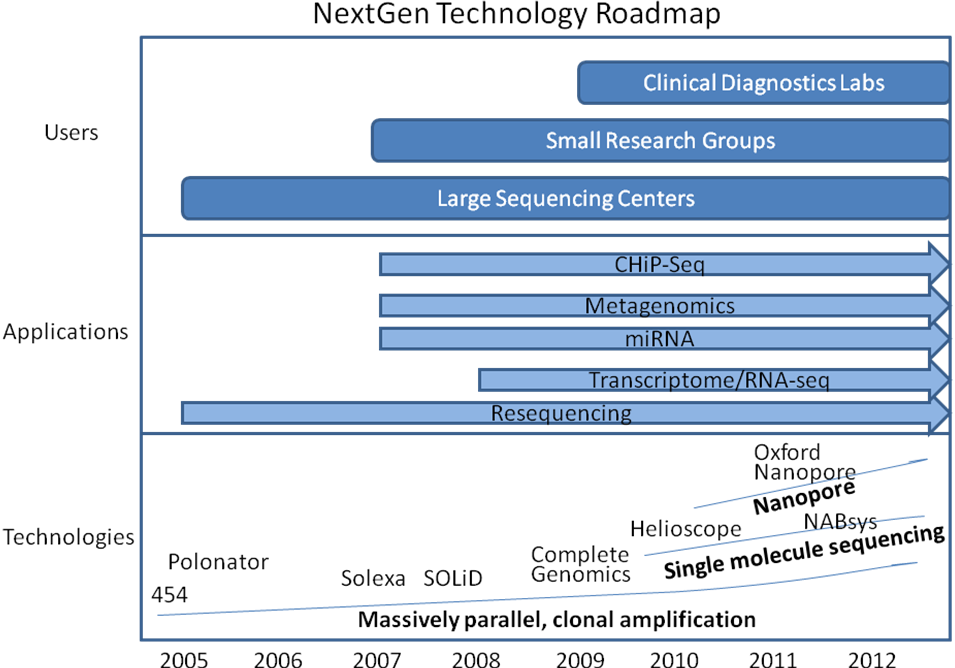 NextGen Technology Roadmap
Users
Clinical Diagnostics Labs
Small Research Groups
Large Sequencing Centers
Applications
CHiP-Seq
Metagenomics
miRNA
Transcriptome/RNA-seq
Resequencing
Technologies
Oxford
Nanopore
Nanopore
Helioscope
NABsys
Single molecule sequencing
Complete
Genomics
Polonator
Solexa
SOLiD
454
Massively parallel, clonal amplification
2005 2006 2007 2008 2009 2010 2011 2012